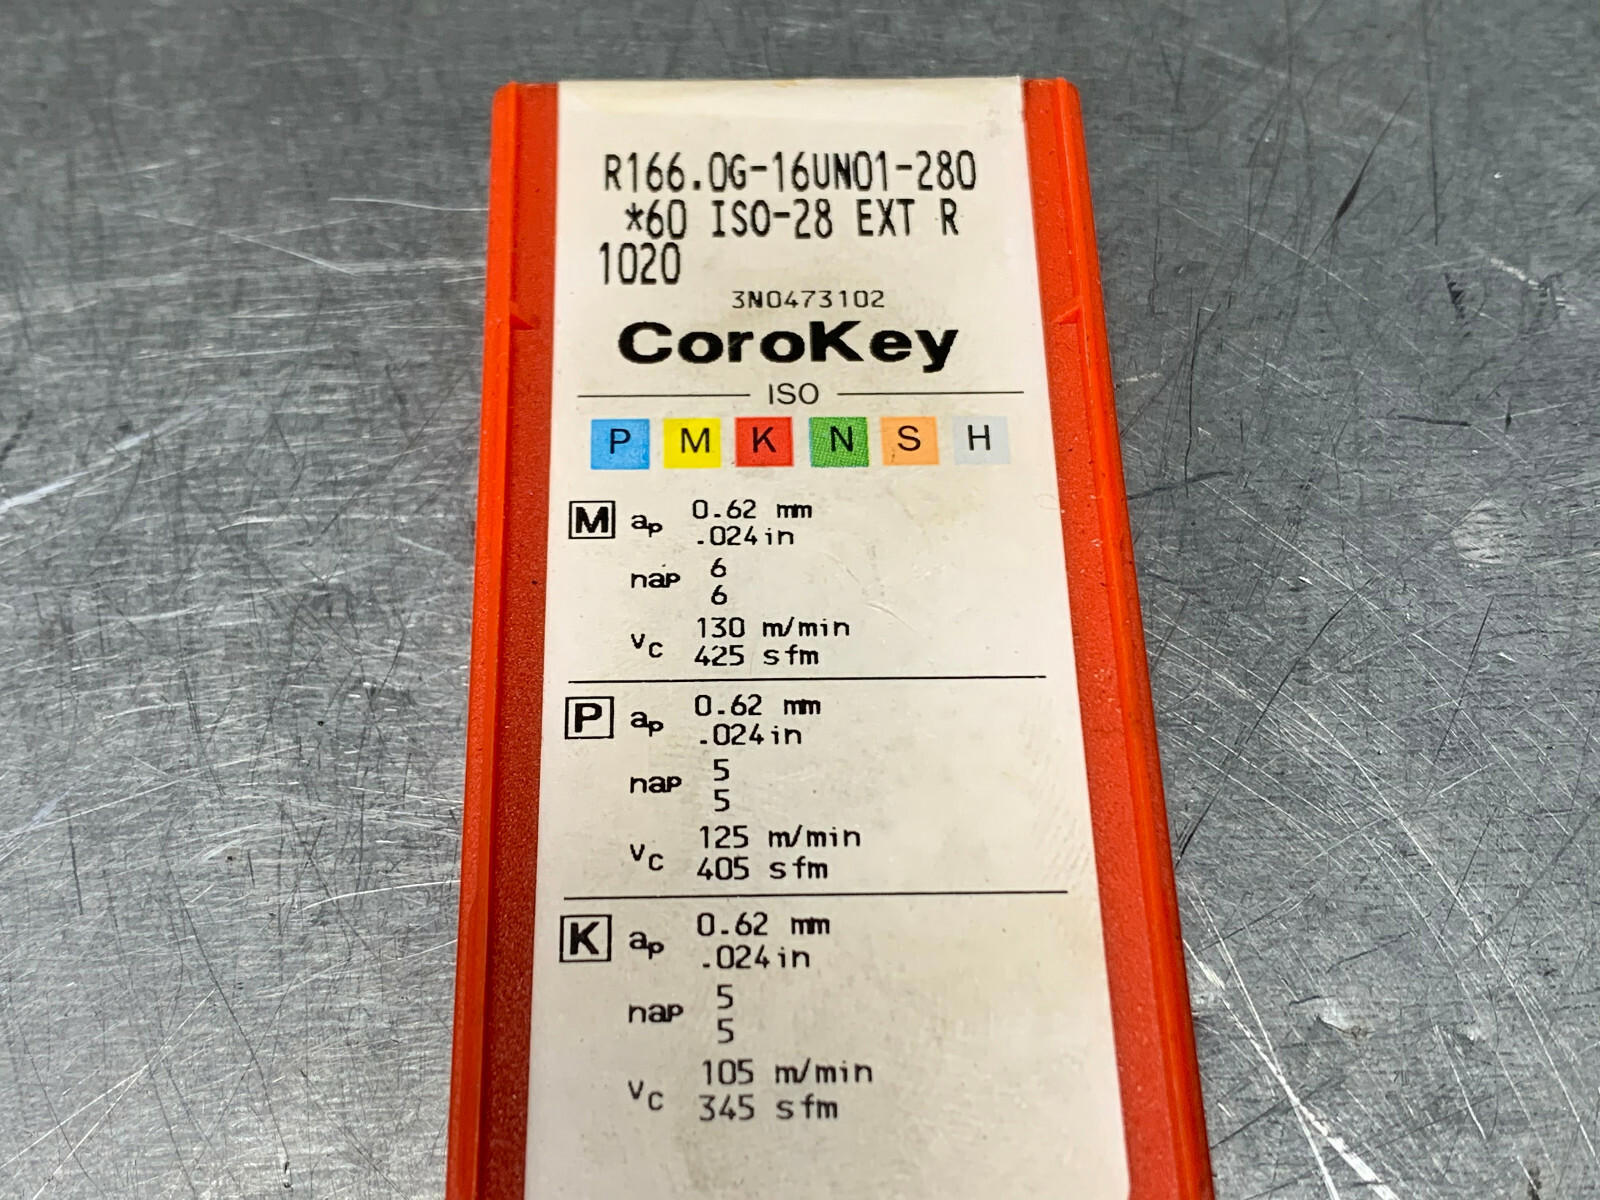 R166.0G-16UN01-280
*60 ISO-28 EXT R
1020
3N0473102
CoroKey
ISO
P M K N S H
M ap 0.62 mm
.024in
nap 6
6
vc 130 m/min
425 sfm
P ap 0.62 mm
.024in
nap 5
5
vc 125 m/min
405 sfm
K ap 0.62 mm
.024in
nap 5
5
vc 105 m/min
345 sfm